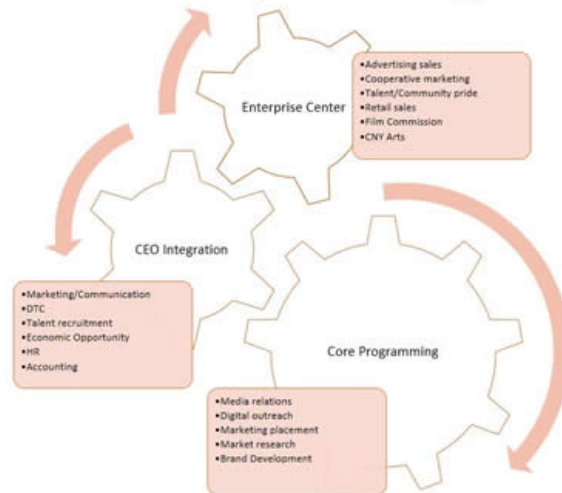 Enterprise Center
•Advertising sales
•Cooperative marketing
•Talent/Community pride
•Retail sales
•Film Commission
•CNY Arts
CEO Integration
•Marketing/Communication
•DTC
•Talent recruitment
•Economic Opportunity
•HR
•Accounting
Core Programming
•Media relations
•Digital outreach
•Marketing placement
•Market research
•Brand Development